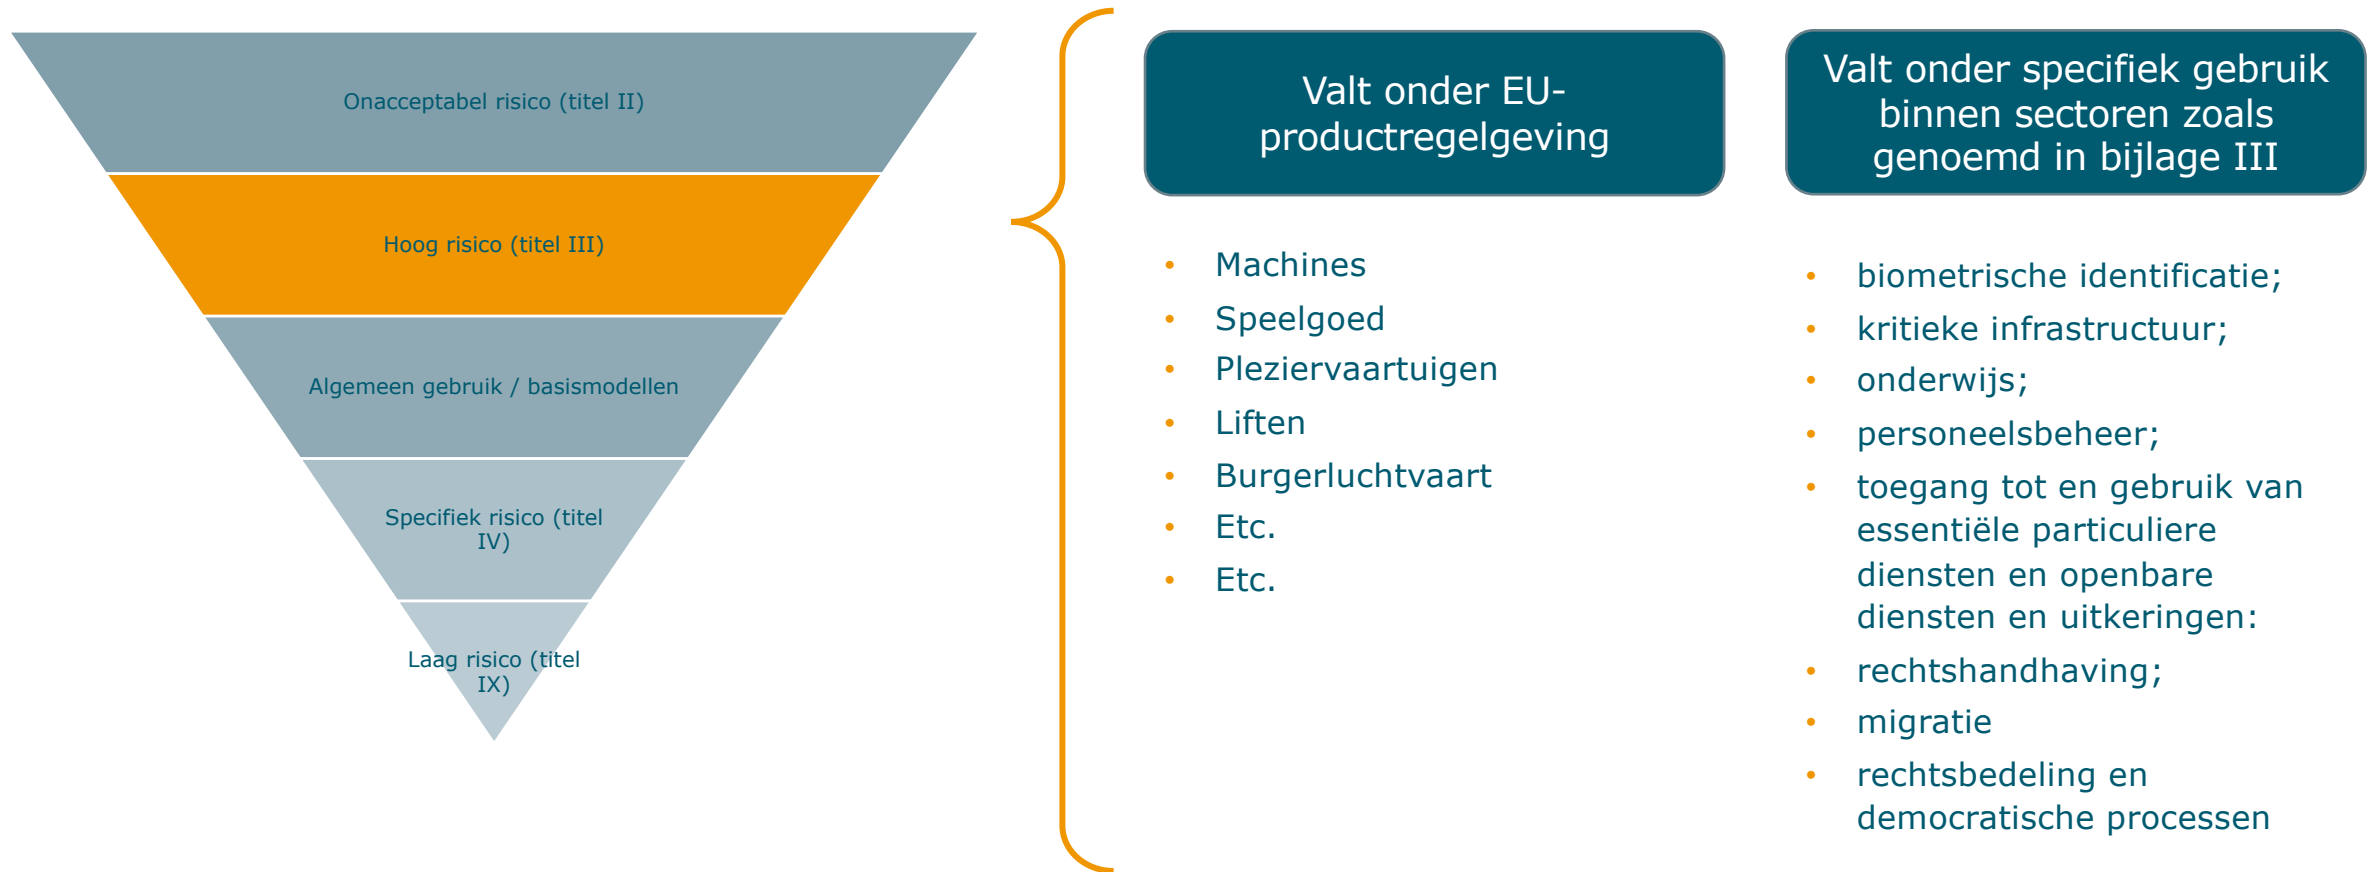 Onacceptabel risico (titel II)
Hoog risico (titel III)
Algemeen gebruik / basismodellen
Specifiek risico (titel
IV)
Laag risico (titel
IX)
Valt onder EU-
productregelgeving
• Machines
• Speelgoed
• Pleziervaartuigen
• Liften
• Burgerluchtvaart
• Etc.
• Etc.
Valt onder specifiek gebruik
binnen sectoren zoals
genoemd in bijlage III
• biometrische identificatie;
• kritieke infrastructuur;
• onderwijs;
• personeelsbeheer;
• toegang tot en gebruik van
essentiële particuliere
diensten en openbare
diensten en uitkeringen:
• rechtshandhaving;
• migratie
• rechtsbedeling en
democratische processen